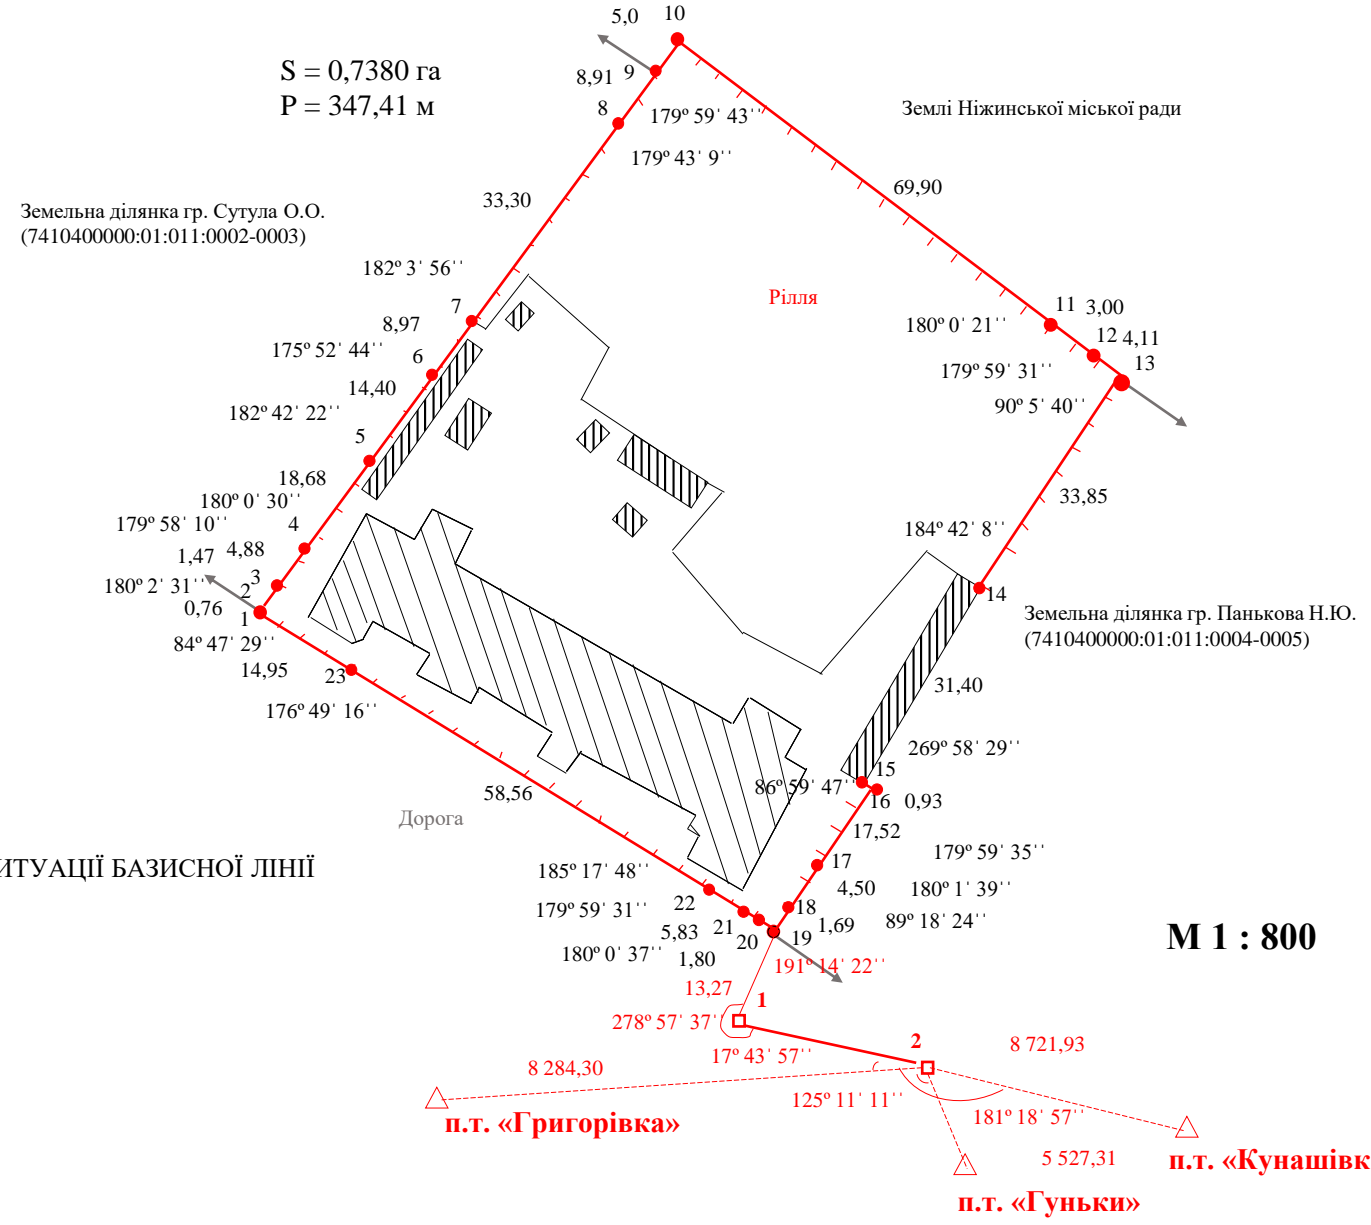 5,0
10
S = 0,7380 га
P = 347,41 м
8,91
9
8
179º 59' 43''
179º 43' 9''
Землі Ніжинської міської ради
69,90
33,30
Земельна ділянка гр. Сутула О.О.
(7410400000:01:011:0002-0003)
182º 3' 56''
7
Рілля
11
3,00
180º 0' 21''
12
4,11
13
8,97
175º 52' 44''
6
179º 59' 31''
90º 5' 40''
14,40
182º 42' 22''
5
18,68
180º 0' 30''
33,85
179º 58' 10''
4
184º 42' 8''
1,47
4,88
180º 2' 31''
3
2
0,76
1
14
Земельна ділянка гр. Панькова Н.Ю.
(7410400000:01:011:0004-0005)
84º 47' 29''
14,95
23
31,40
176º 49' 16''
269º 58' 29''
15
86º 59' 47''
16
0,93
58,56
Дорога
17,52
179º 59' 35''
17
ИТУАЦІЇ БАЗИСНОЇ ЛІНІЇ
185º 17' 48''
4,50
180º 1' 39''
22
179º 59' 31''
18
1,69
89º 18' 24''
5,83
21
20
19
М 1 : 800
180º 0' 37''
1,80
191º 14' 22''
13,27
1
278º 57' 37''
17º 43' 57''
2
8 721,93
8 284,30
125º 11' 11''
181º 18' 57''
п.т. «Григорівка»
5 527,31
п.т. «Кунашівк
п.т. «Гуньки»